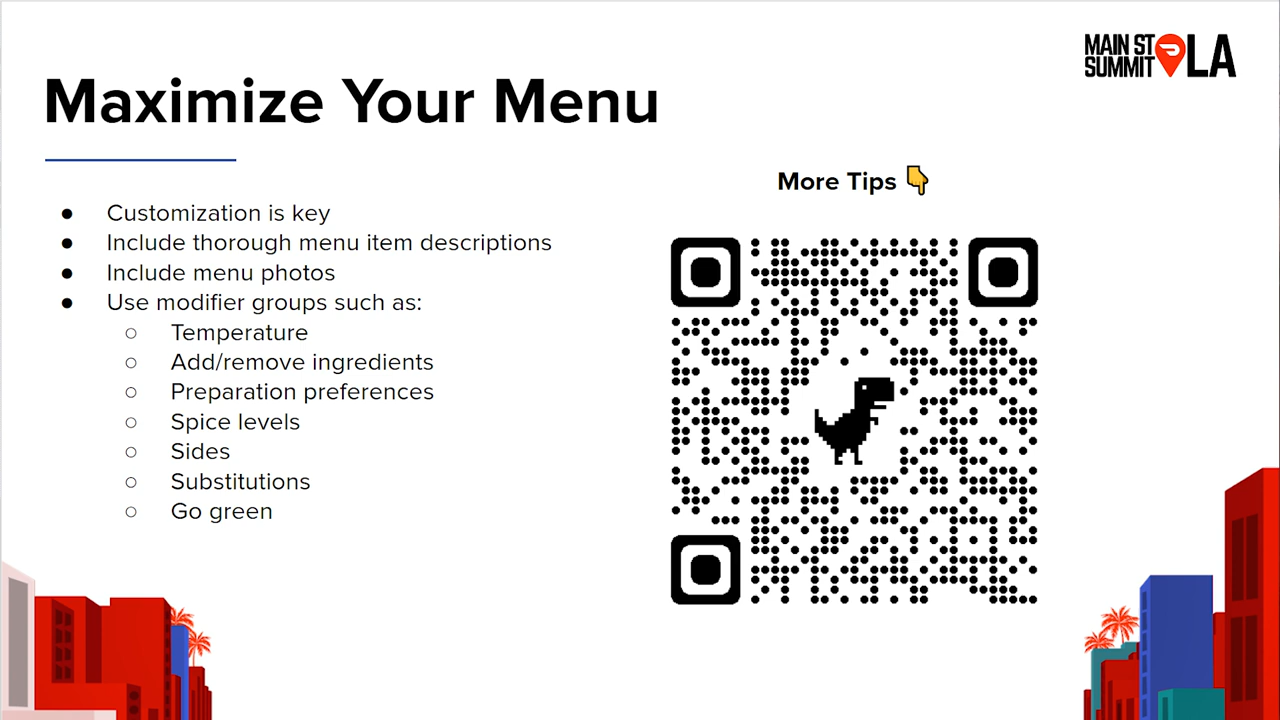 MAIN ST
SUMMIT LA
Maximize Your Menu
More Tips 👇
● Customization is key
● Include thorough menu item descriptions
● Include menu photos
● Use modifier groups such as:
○ Temperature
○ Add/remove ingredients
○ Preparation preferences
○ Spice levels
○ Sides
○ Substitutions
○ Go green